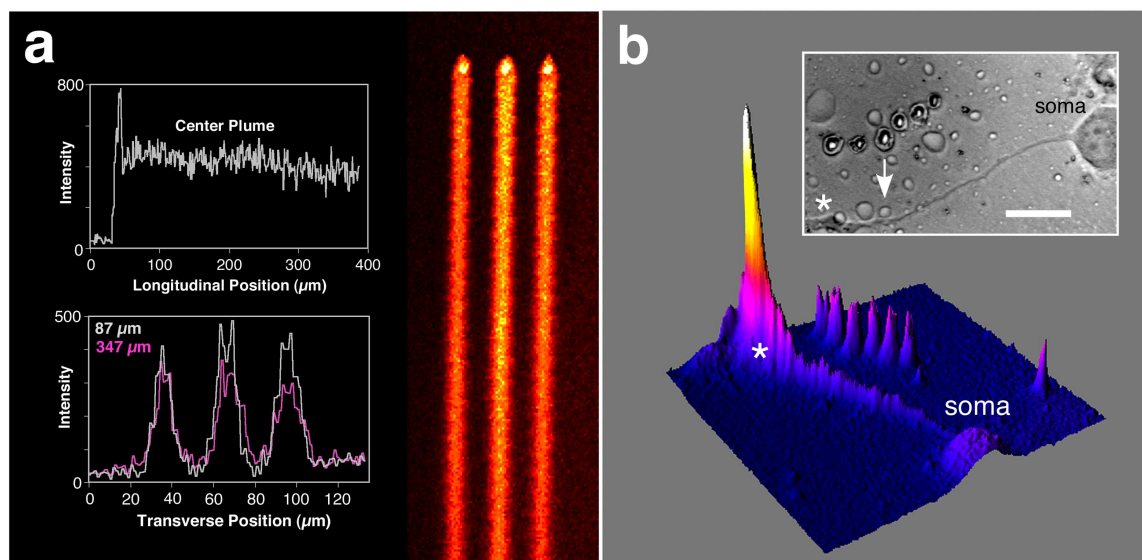 a
800
Center Plume
Intensity
0
0 100 200 300 400
Longitudinal Position (µm)
500
87 µm
347 µm
Intensity
0
0 20 40 60 80 100 120
Transverse Position (µm)
b
soma
*
*
soma